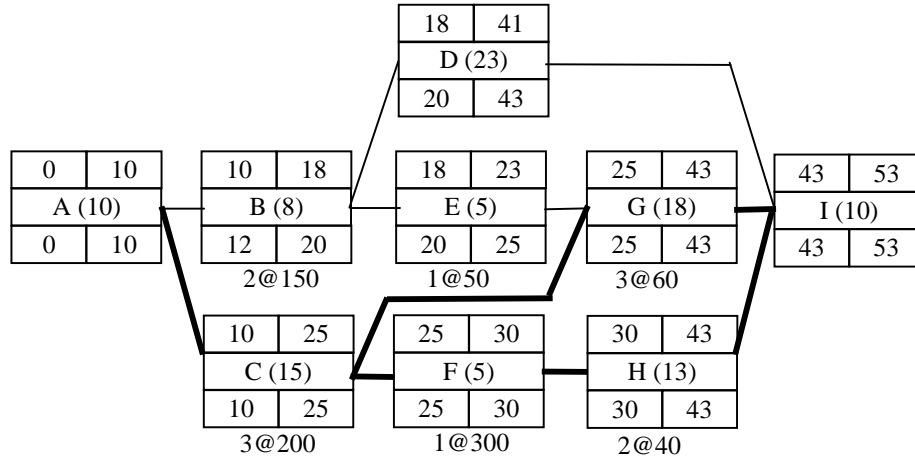 18 41
D (23)
20 43
0 10
A (10)
0 10
10 18
B (8)
12 20
2@150
18 23
E (5)
20 25
1@50
25 43
G (18)
25 43
3@60
43 53
I (10)
43 53
10 25
C (15)
10 25
3@200
25 30
F (5)
25 30
1@300
30 43
H (13)
30 43
2@40